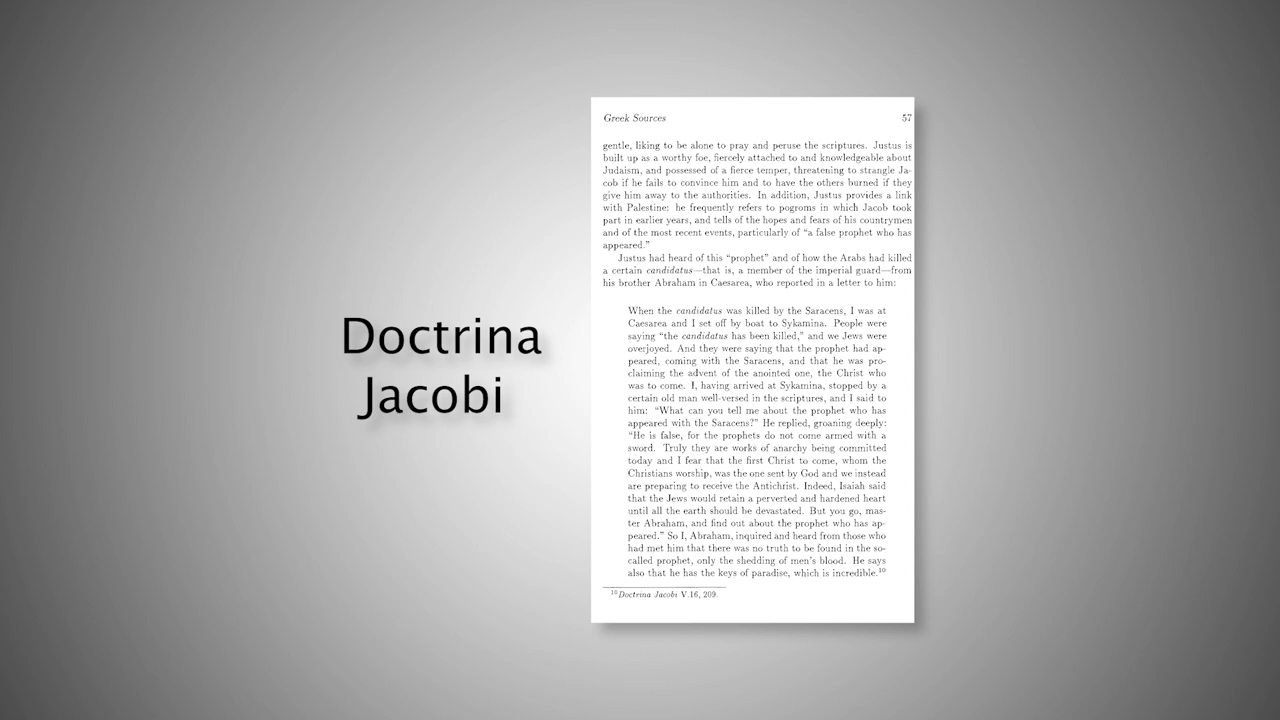 Doctrina
Jacobi
Greek Sources 57
gentle, liking to be alone to pray and peruse the scriptures. Justus is
built up as a worthy foe, fiercely attached to and knowledgeable about
Judaism, and possessed of a fierce temper, threatening to strangle Ja-
cob if he fails to convince him and to have the others burned if they
give him away to the authorities. In addition, Justus provides a link
with Palestine: he frequently refers to pogroms in which Jacob took
part in earlier years, and tells of the hopes and fears of his countrymen
and of the most recent events, particularly of “a false prophet who has
appeared.”
Justus had heard of this “prophet” and of how the Arabs had killed
a certain candidatus—that is, a member of the imperial guard—from
his brother Abraham in Caesarea, who reported in a letter to him:
When the candidatus was killed by the Saracens, I was at
Caesarea and I set off by boat to Sykamina. People were
saying “the candidatus has been killed,” and we Jews were
overjoyed. And they were saying that the prophet had ap-
peared, coming with the Saracens, and that he was pro-
claiming the advent of the anointed one, the Christ who
was to come. I, having arrived at Sykamina, stopped by a
certain old man well-versed in the scriptures, and I said to
him: “What can you tell me about the prophet who has
appeared with the Saracens?” He replied, groaning deeply:
“He is false, for the prophets do not come armed with a
sword. Truly they are works of anarchy being committed
today and I fear that the first Christ to come, whom the
Christians worship, was the one sent by God and we instead
are preparing to receive the Antichrist. Indeed, Isaiah said
that the Jews would retain a perverted and hardened heart
until all the earth should be devastated. But you go, mas-
ter Abraham, and find out about the prophet who has ap-
peared.” So I, Abraham, inquired and heard from those who
had met him that there was no truth to be found in the so-
called prophet, only the shedding of men’s blood. He says
also that he has the keys of paradise, which is incredible.10
10Doctrina Jacobi V.16, 209.